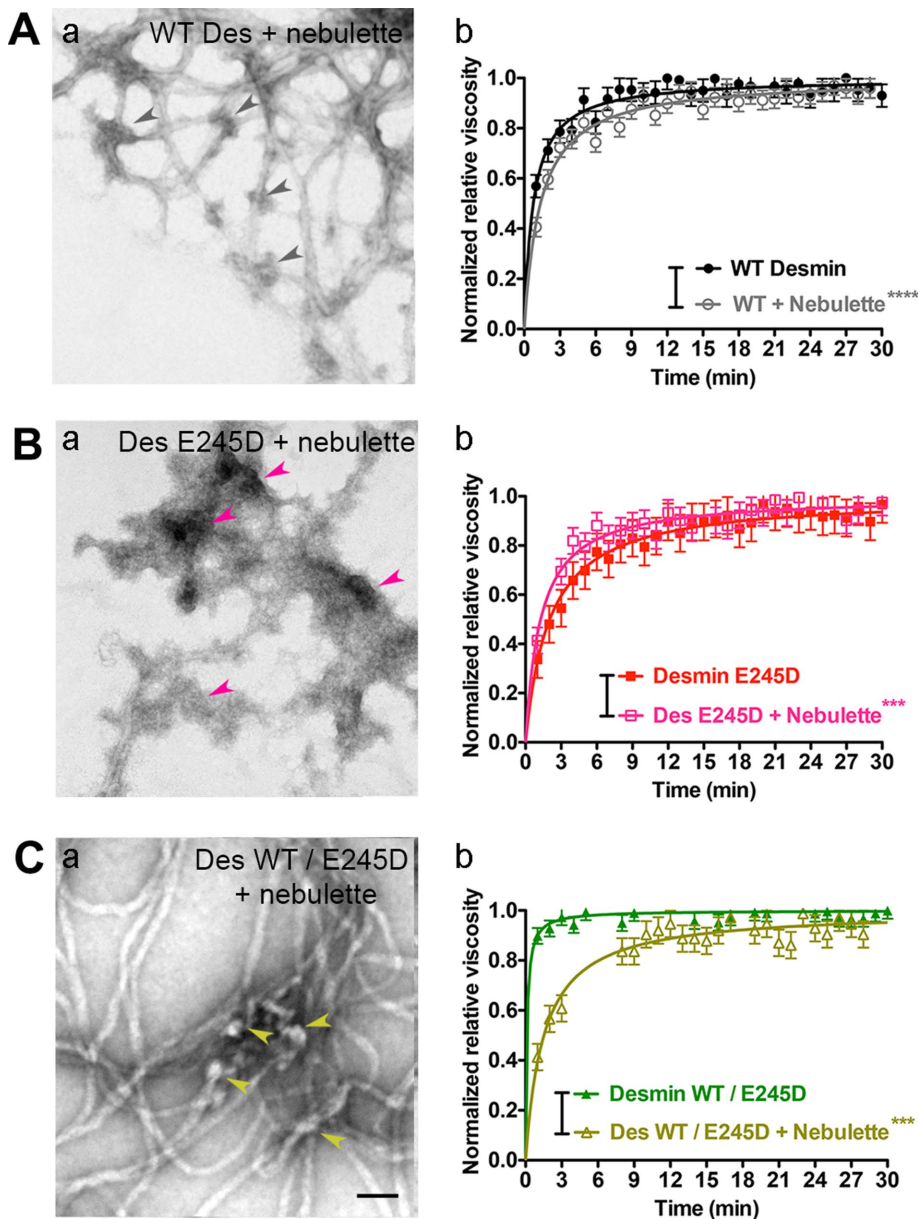 A
a
WT Des + nebulette
b
Normalized relative viscosity
1.0
0.8
0.6
0.4
0.2
0.0
WT Desmin
WT + Nebulette****
0 3 6 9 12 15 18 21 24 27 30
Time (min)
B
a
Des E245D + nebulette
b
Normalized relative viscosity
1.0
0.8
0.6
0.4
0.2
0.0
Desmin E245D
Des E245D + Nebulette***
0 3 6 9 12 15 18 21 24 27 30
Time (min)
C
a
Des WT / E245D
+ nebulette
b
Normalized relative viscosity
1.0
0.8
0.6
0.4
0.2
0.0
Desmin WT / E245D
Des WT / E245D + Nebulette***
0 3 6 9 12 15 18 21 24 27 30
Time (min)